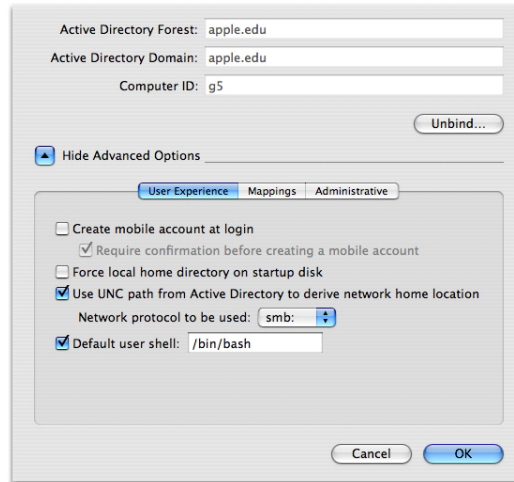 Active Directory Forest: apple.edu
Active Directory Domain: apple.edu
Computer ID: g5
Unbind...
Hide Advanced Options
User Experience Mappings Administrative
Create mobile account at login
Require confirmation before creating a mobile account
Force local home directory on startup disk
Use UNC path from Active Directory to derive network home location
Network protocol to be used: smb:
Default user shell: /bin/bash
Cancel OK